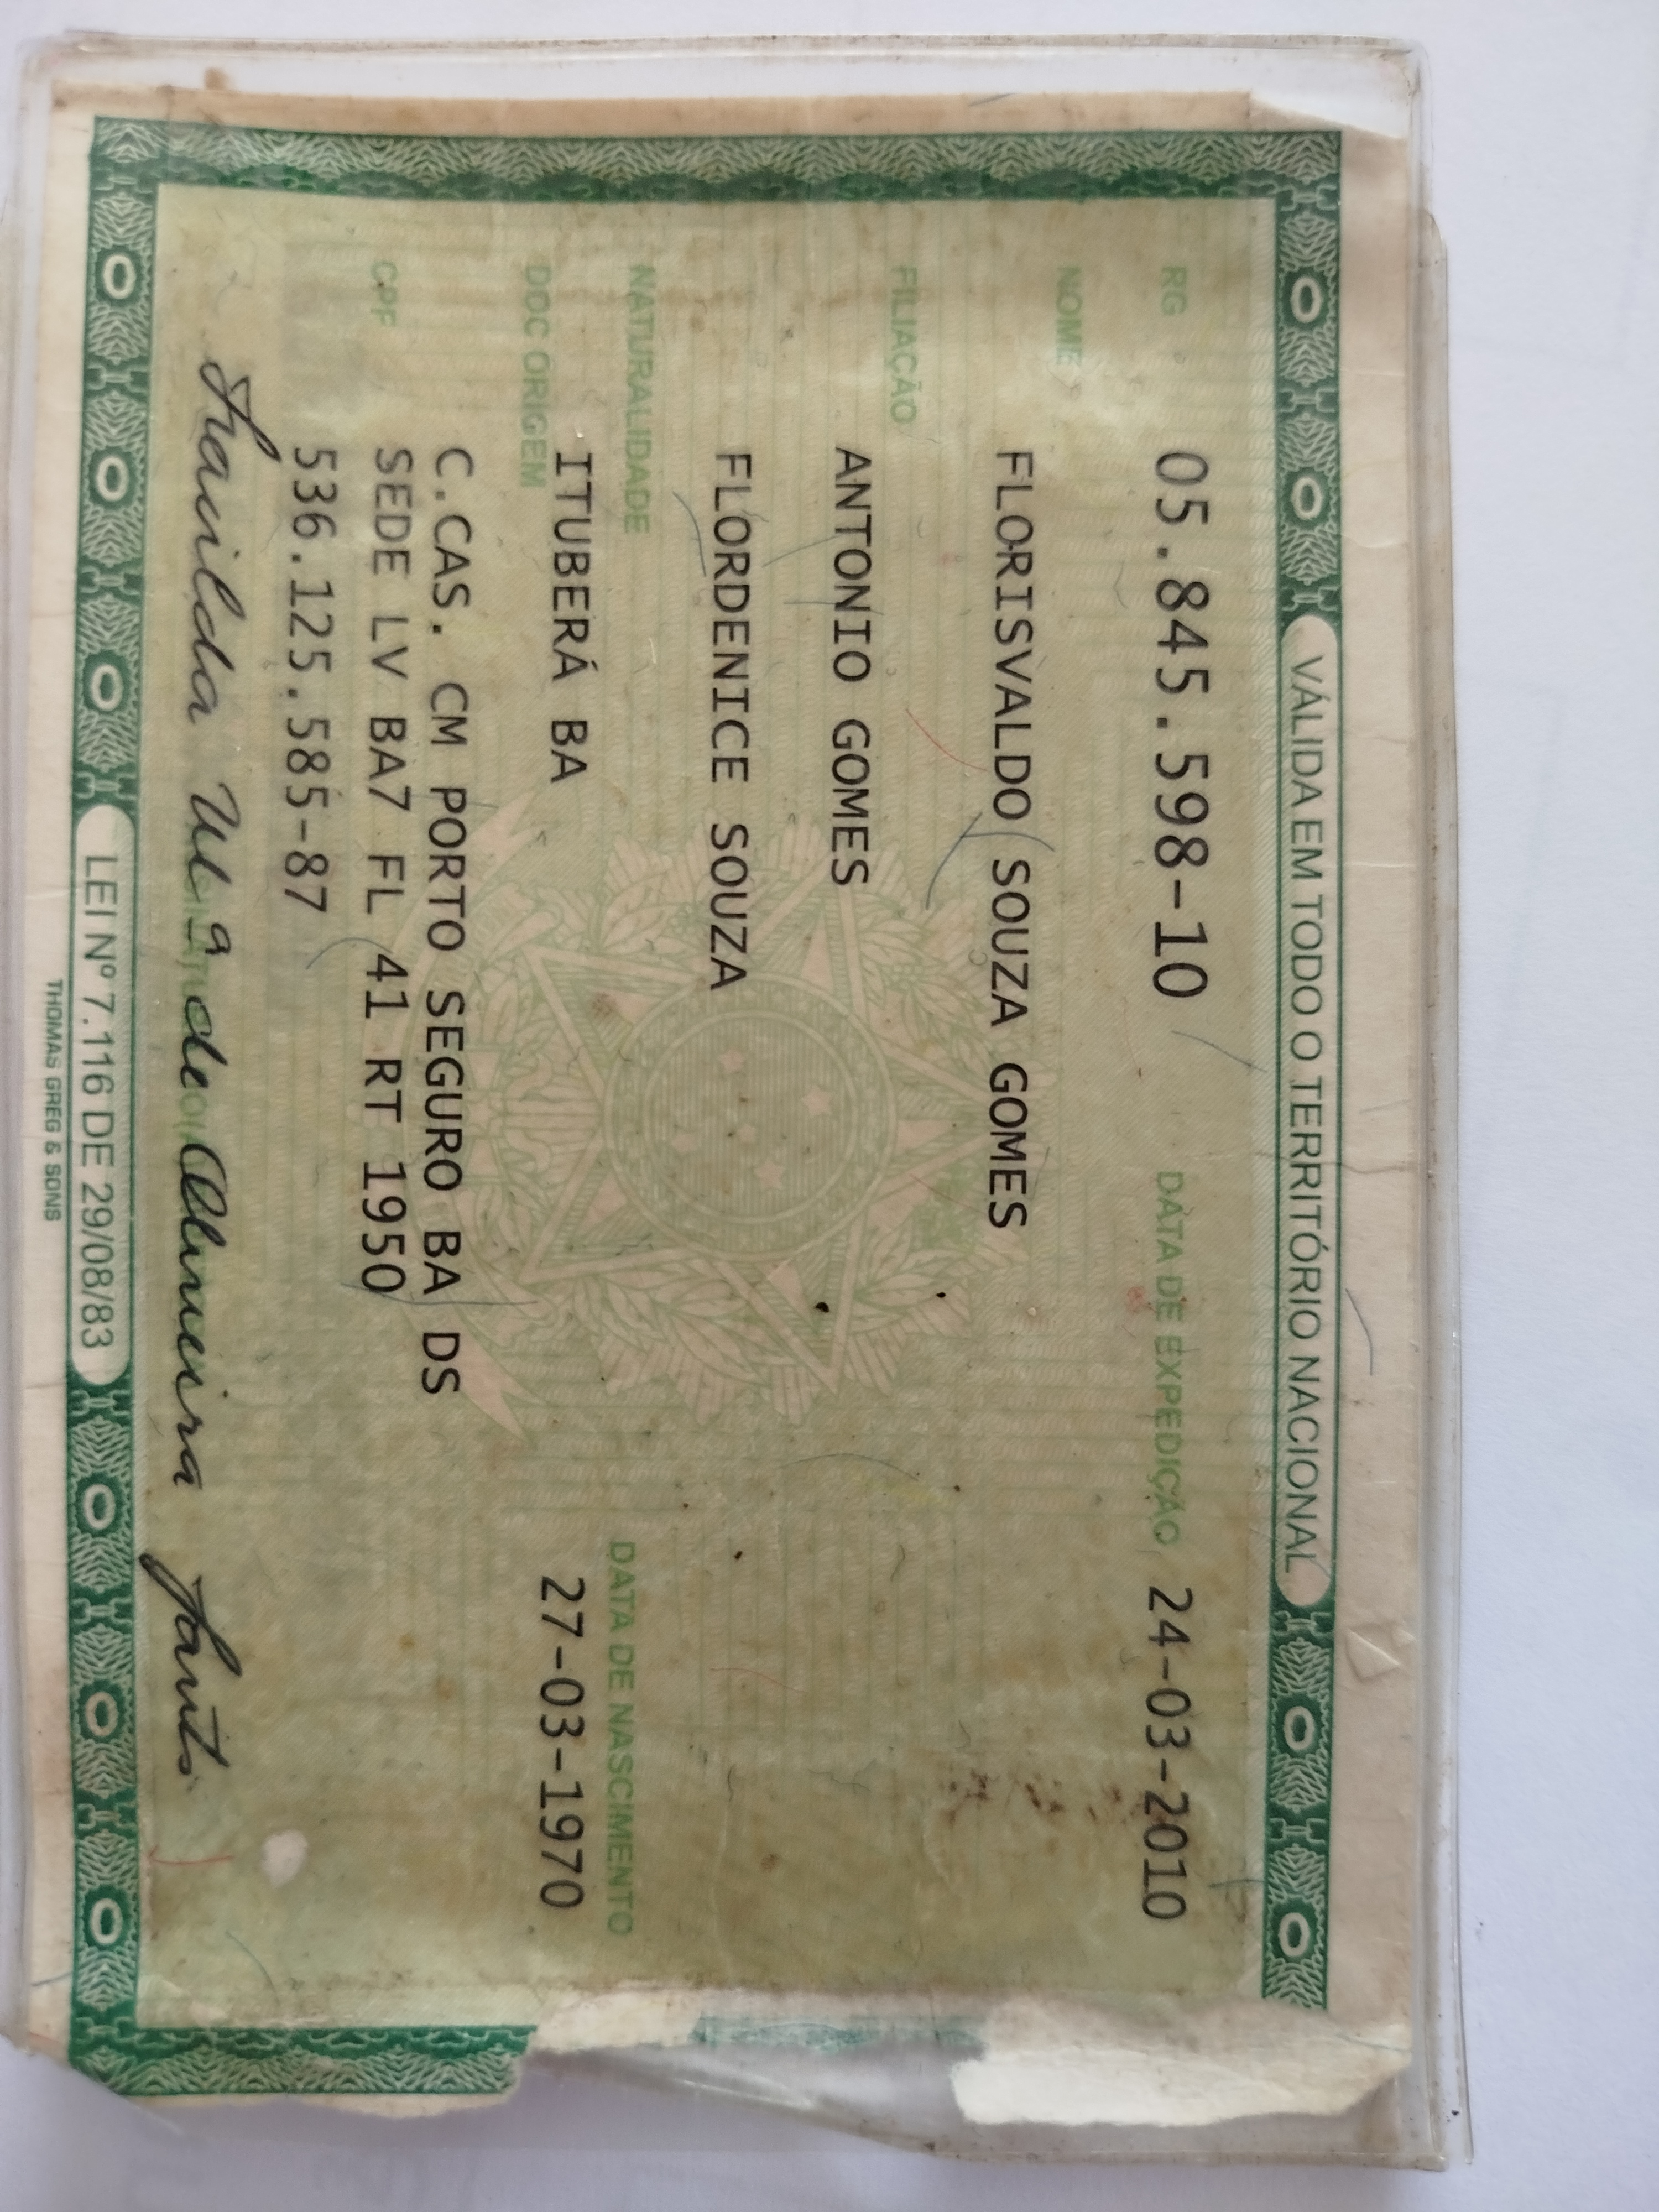 VÁLIDA EM TODO O TERRITÓRIO NACIONAL
RG 05.845.598-10 DATA DE EXPEDIÇÃO 24-03-2010
NOME
FLORISVALDO SOUZA GOMES
FILIAÇÃO
ANTONIO GOMES
FLORDENICE SOUZA
NATURALIDADE DATA DE NASCIMENTO
ITUBERÁ BA 27-03-1970
DOC ORIGEM
C.CAS. CM PORTO SEGURO BA DS
SEDE LV BA7 FL 41 RT 1950
CPF
536.125.585-87
Mª de Santos
LEI Nº 7.116 DE 29/08/83
THOMAS GREG & SONS